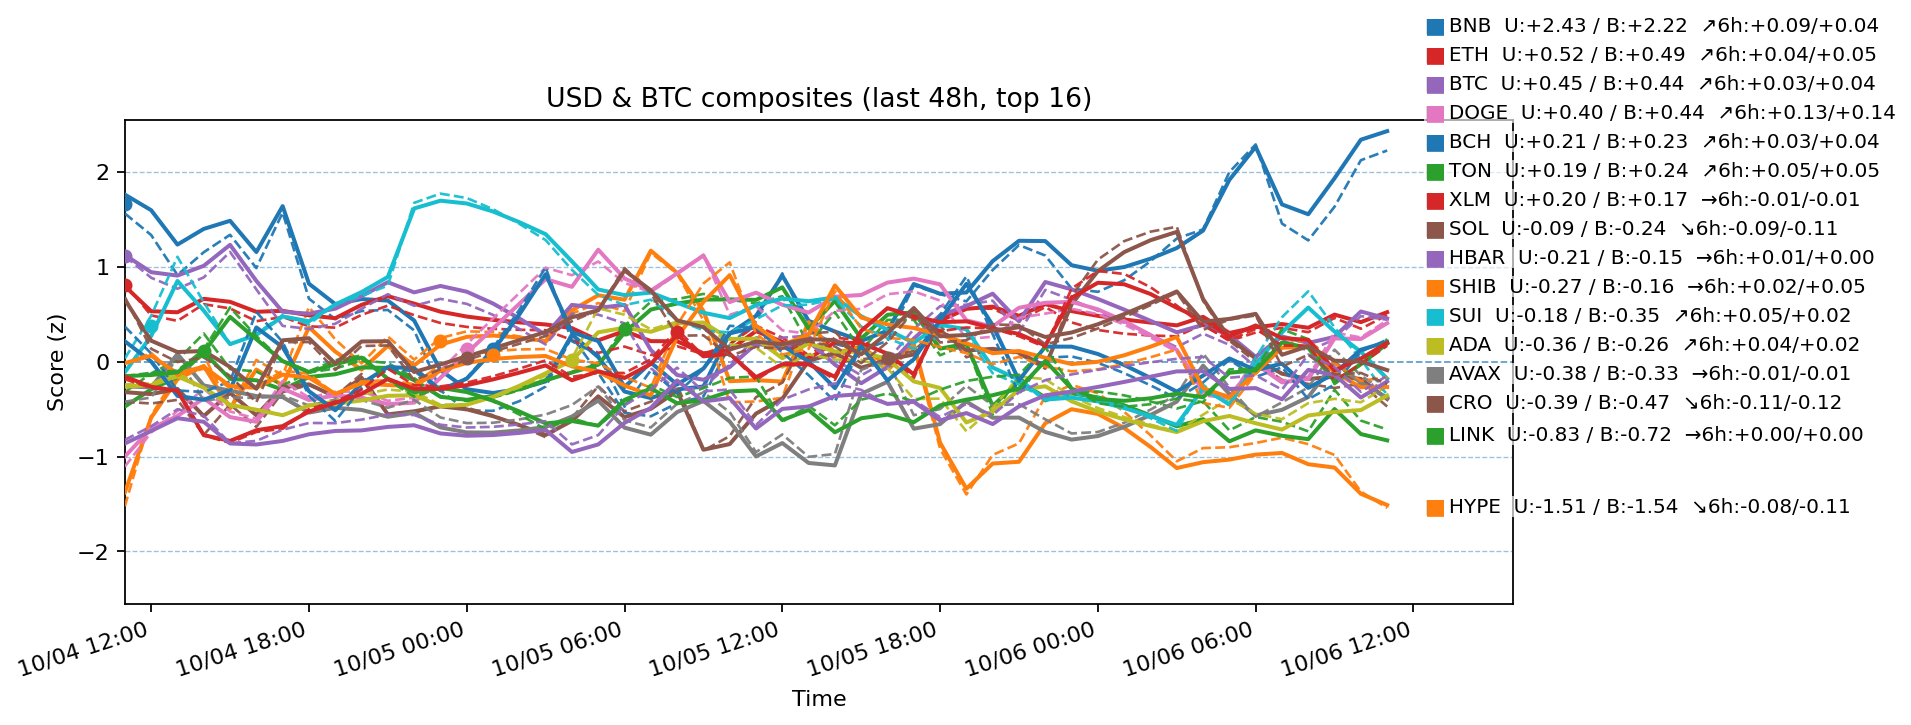 BNB U:+2.43 / B:+2.22 ↗6h:+0.09/+0.04
ETH U:+0.52 / B:+0.49 ↗6h:+0.04/+0.05
BTC U:+0.45 / B:+0.44 ↗6h:+0.03/+0.04
DOGE U:+0.40 / B:+0.44 ↗6h:+0.13/+0.14
BCH U:+0.21 / B:+0.23 ↗6h:+0.03/+0.04
TON U:+0.19 / B:+0.24 ↗6h:+0.05/+0.05
XLM U:+0.20 / B:+0.17 →6h:-0.01/-0.01
SOL U:-0.09 / B:-0.24 ↘6h:-0.09/-0.11
HBAR U:-0.21 / B:-0.15 →6h:+0.01/+0.00
SHIB U:-0.27 / B:-0.16 →6h:+0.02/+0.05
SUI U:-0.18 / B:-0.35 ↗6h:+0.05/+0.02
ADA U:-0.36 / B:-0.26 ↗6h:+0.04/+0.02
AVAX U:-0.38 / B:-0.33 →6h:-0.01/-0.01
CRO U:-0.39 / B:-0.47 ↘6h:-0.11/-0.12
LINK U:-0.83 / B:-0.72 →6h:+0.00/+0.00
HYPE U:-1.51 / B:-1.54 ↘6h:-0.08/-0.11
USD & BTC composites (last 48h, top 16)
Score (z)
2
1
0
−1
−2
10/04 12:00
10/04 18:00
10/05 00:00
10/05 06:00
10/05 12:00
10/05 18:00
10/06 00:00
10/06 06:00
10/06 12:00
Time